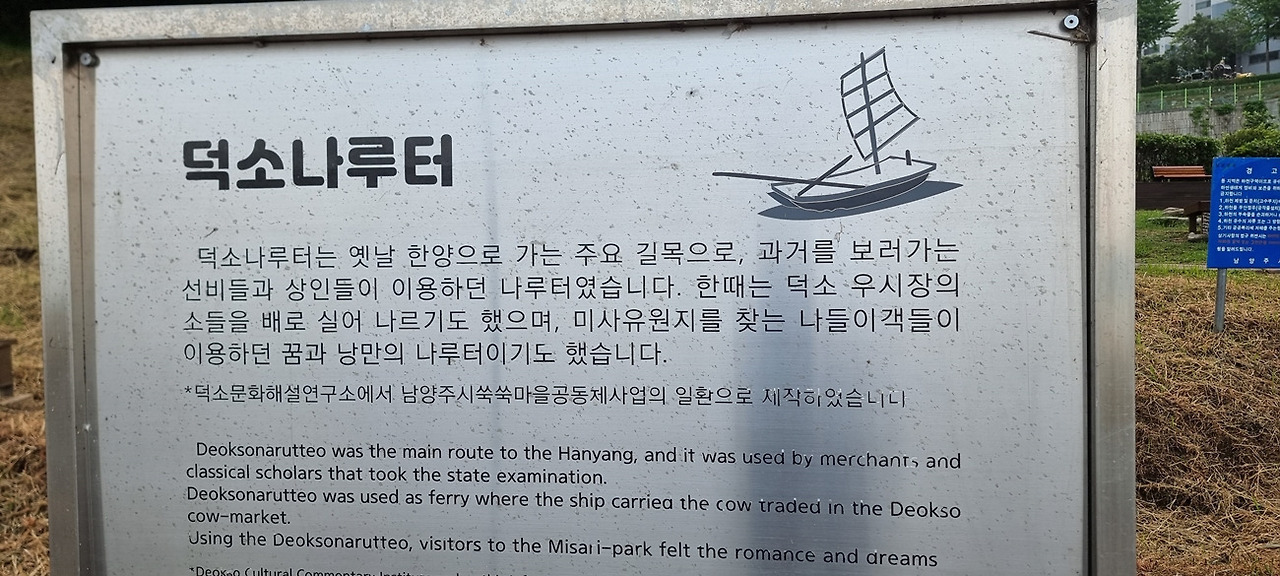 덕소나루터
덕소나루터는 옛날 한양으로 가는 주요 길목으로, 과거를 보러가는
선비들과 상인들이 이용하던 나루터였습니다. 한때는 덕소 우시장의
소들을 배로 실어 나르기도 했으며, 미사유원지를 찾는 나들이객들이
이용하던 꿈과 낭만의 나루터이기도 했습니다.
*덕소문화해설연구소에서 남양주시쑥쑥마을공동체사업의 일환으로 제작하였습니다
Deoksonarutteo was the main route to the Hanyang, and it was used by merchants and
classical scholars that took the state examination.
Deoksonarutteo was used as ferry where the ship carried the cow traded in the Deokso
cow-market.
Using the Deoksonarutteo, visitors to the Misari-park felt the romance and dreams
*Deokso Cultural Commentary
경 고
남 양 주 시